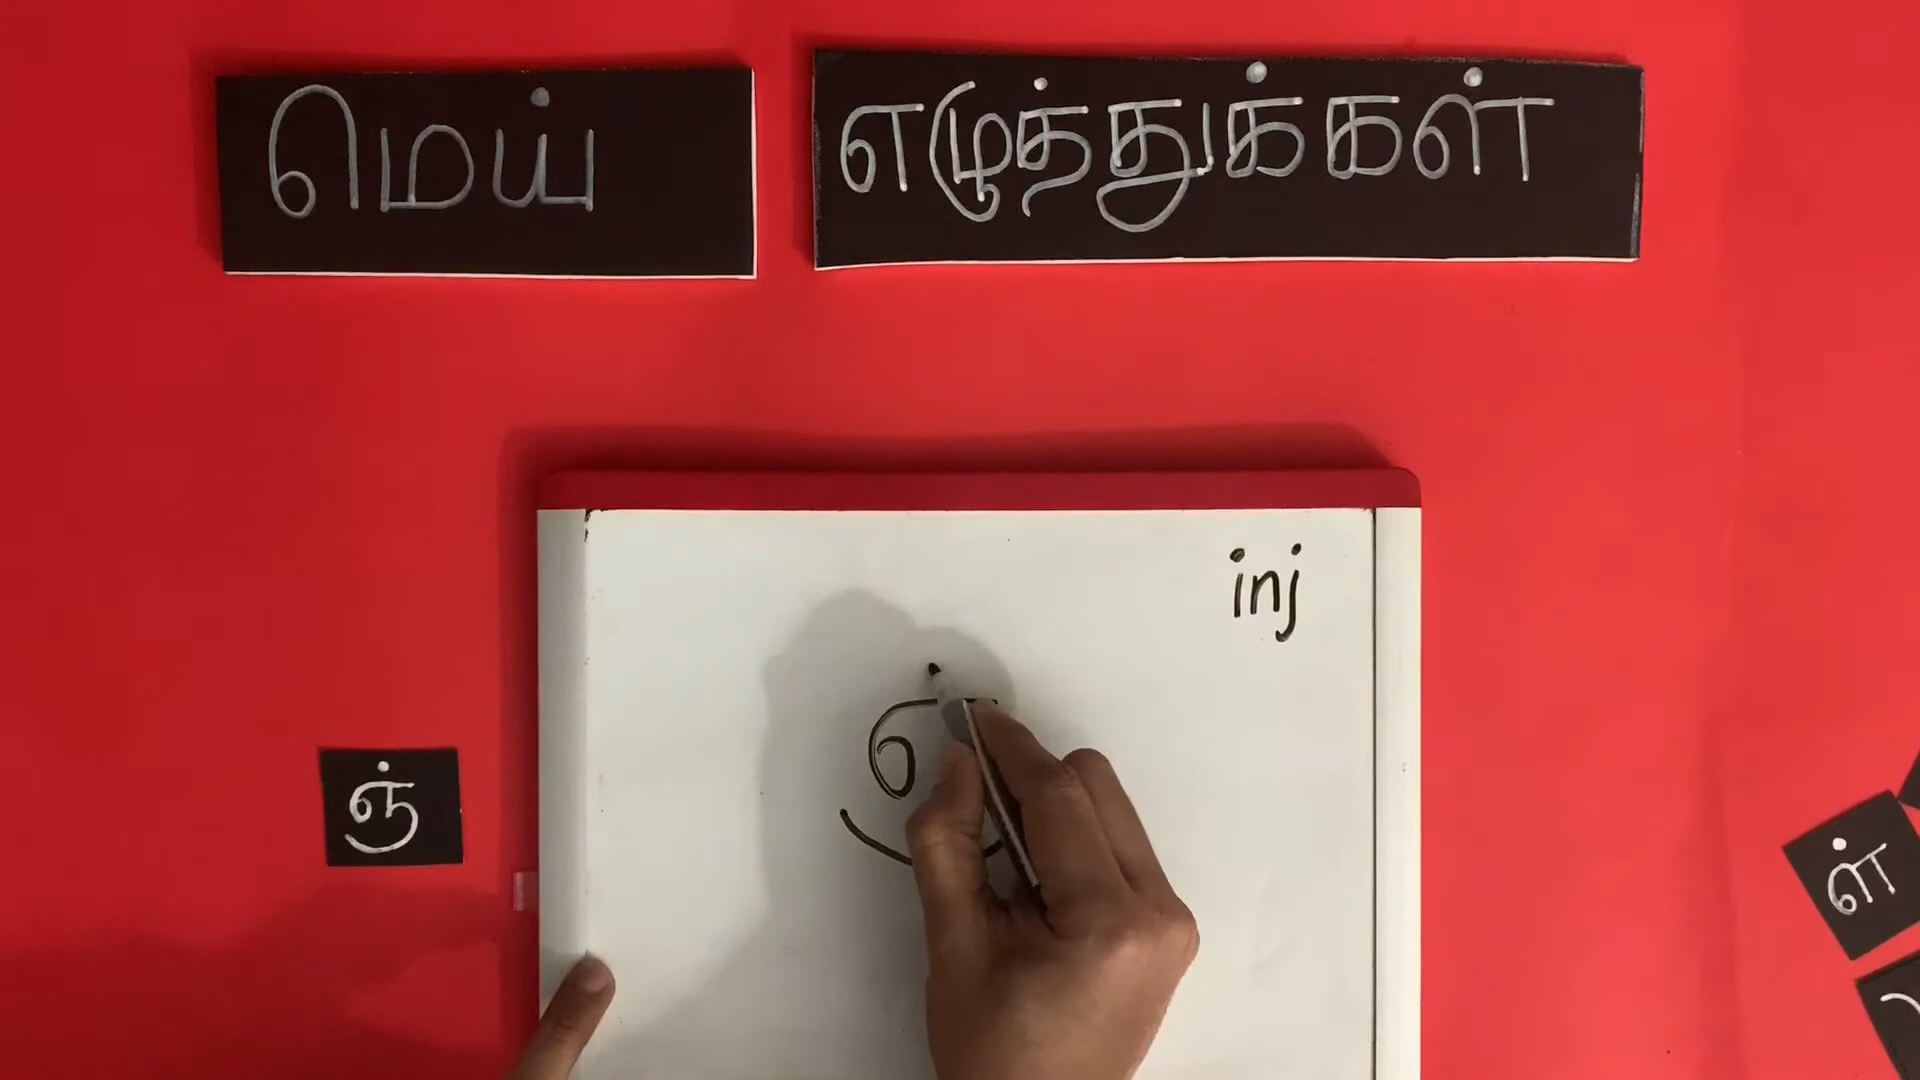 மெய் எழுத்துக்கள்
inj
ஞ்
ள்